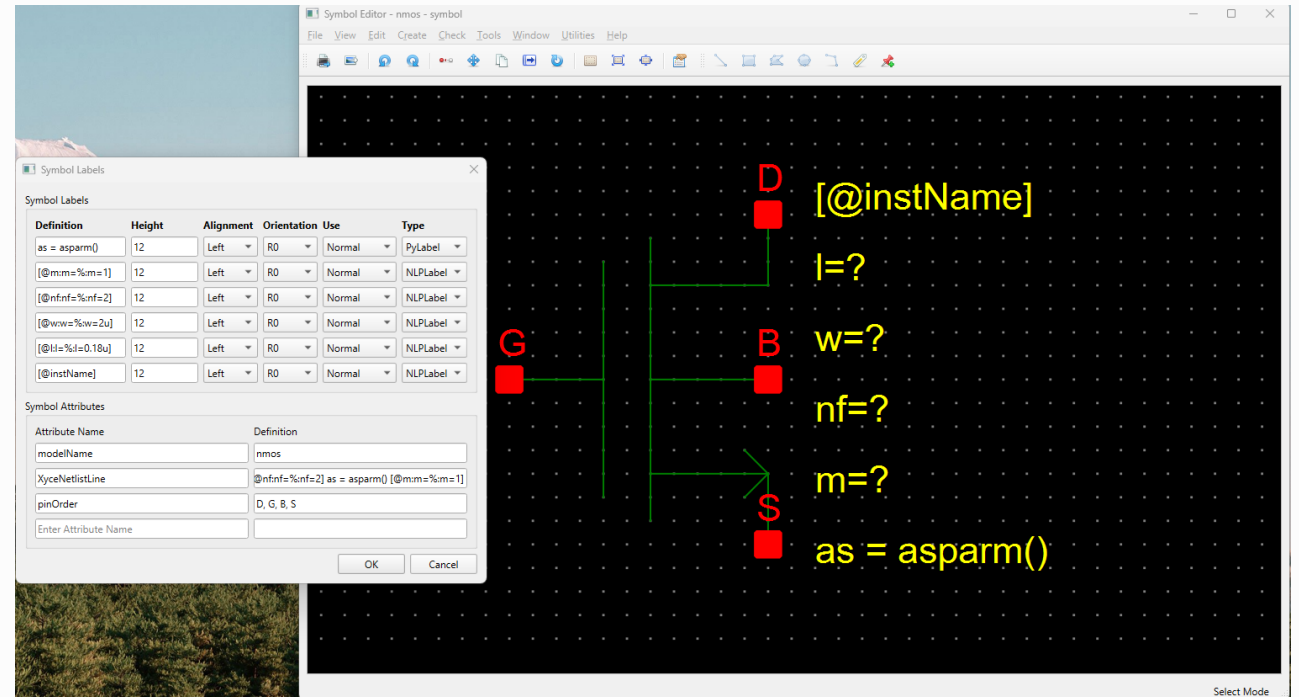 Symbol Editor - nmos - symbol
File View Edit Create Check Tools Window Utilities Help
Symbol Labels
Symbol Labels
Definition Height Alignment Orientation Use Type
as = asparm() 12 Left R0 Normal PyLabel
[@m:m=%:m=1] 12 Left R0 Normal NLPLabel
[@nf:nf=%:nf=2] 12 Left R0 Normal NLPLabel
[@w:w=%:w=2u] 12 Left R0 Normal NLPLabel
[@l:l=%:l=0.18u] 12 Left R0 Normal NLPLabel
[@instName] 12 Left R0 Normal NLPLabel
Symbol Attributes
Attribute Name Definition
modelName nmos
XyceNetlistLine @nf:nf=%:nf=2] as = asparm() [@m:m=%:m=1]
pinOrder D, G, B, S
Enter Attribute Name
OK Cancel
D
[@instName]
l=?
G
B
w=?
nf=?
m=?
S
as = asparm()
Select Mode